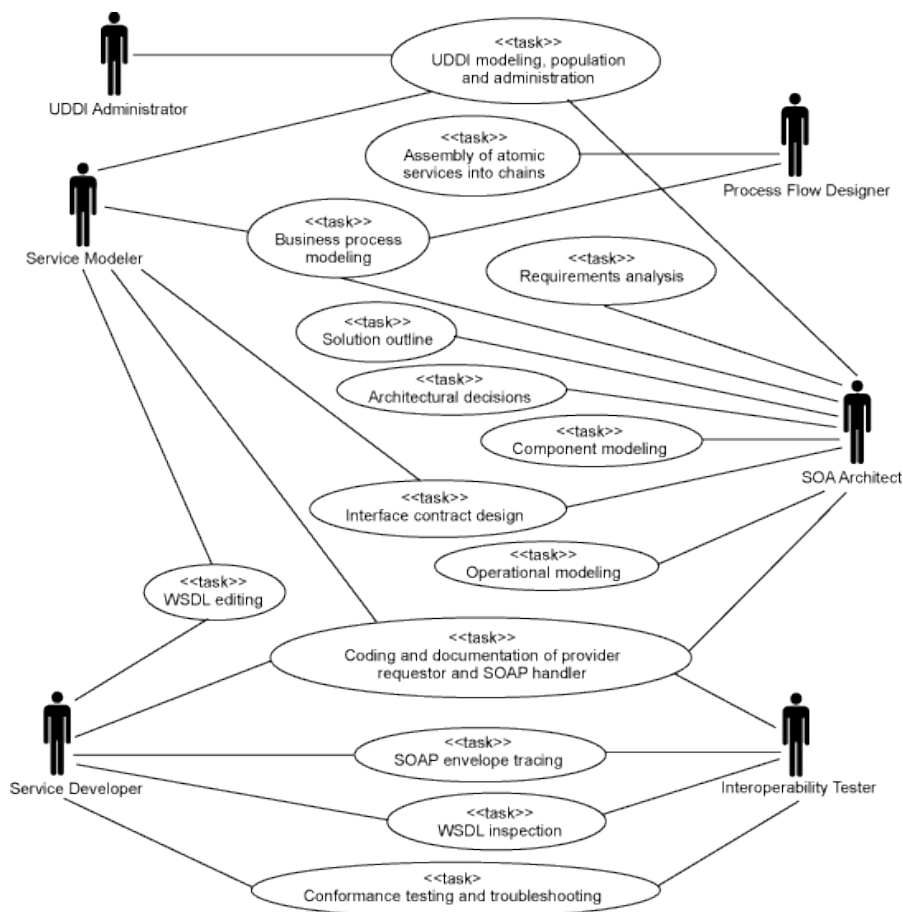 <<task>>
UDDI modeling, population
and administration
UDDI Administrator
<<task>>
Assembly of atomic
services into chains
Process Flow Designer
<<task>>
Business process
modeling
Service Modeler
<<task>>
Requirements analysis
<<task>>
Solution outline
<<task>>
Architectural decisions
<<task>>
Component modeling
SOA Architect
<<task>>
Interface contract design
<<task>>
Operational modeling
<<task>>
WSDL editing
<<task>>
Coding and documentation of provider
requestor and SOAP handler
<<task>>
SOAP envelope tracing
Service Developer
Interoperability Tester
<<task>>
WSDL inspection
<<task>
Conformance testing and troubleshooting